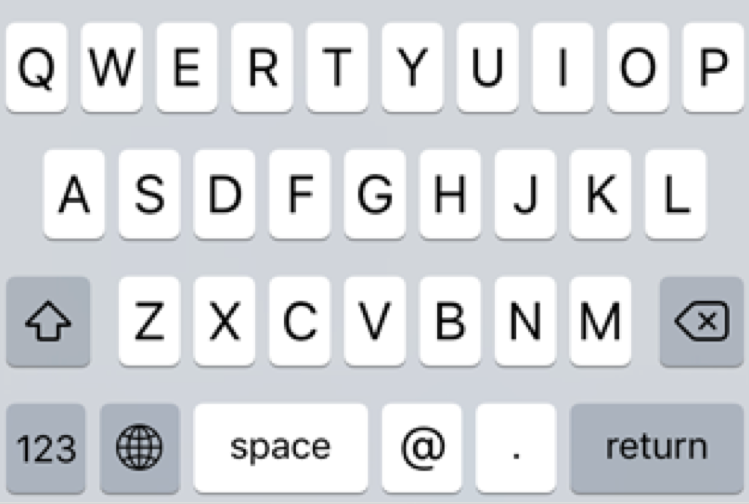 Q W E R T Y U I O P
A S D F G H J K L
Z X C V B N M
123 space @ . return